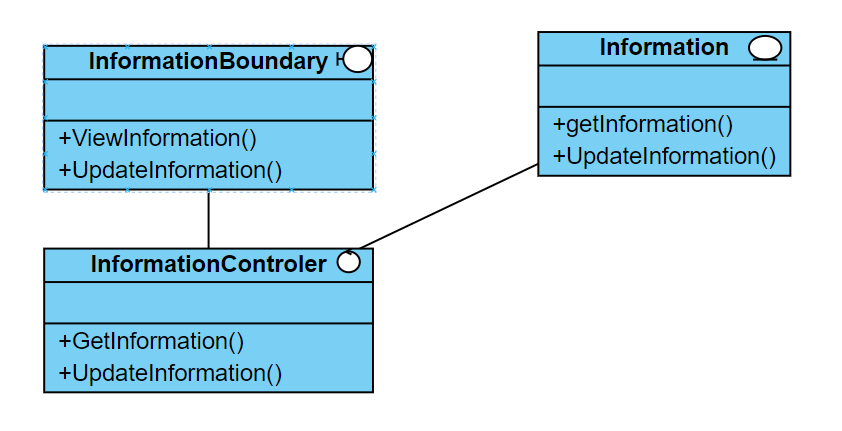 InformationBoundary
+ViewInformation()
+UpdateInformation()
Information
+getInformation()
+UpdateInformation()
InformationControler
+GetInformation()
+UpdateInformation()